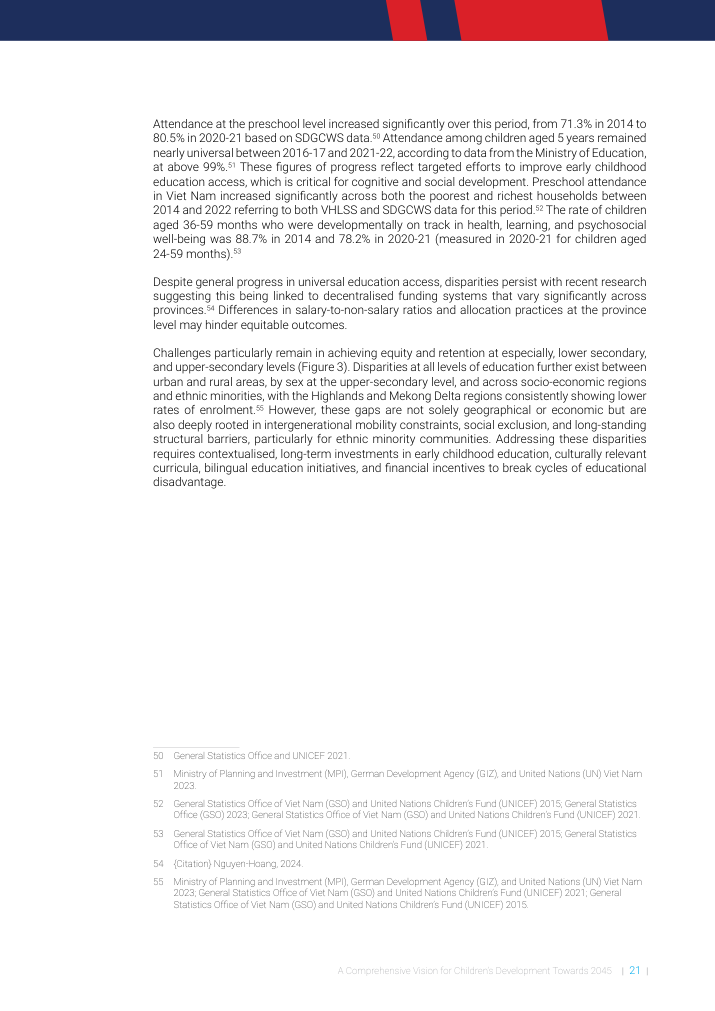 Attendance at the preschool level increased significantly over this period, from 71.3% in 2014 to
80.5% in 2020-21 based on SDGCWS data.50 Attendance among children aged 5 years remained
nearly universal between 2016-17 and 2021-22, according to data from the Ministry of Education,
at above 99%.51 These figures of progress reflect targeted efforts to improve early childhood
education access, which is critical for cognitive and social development. Preschool attendance
in Viet Nam increased significantly across both the poorest and richest households between
2014 and 2022 referring to both VHLSS and SDGCWS data for this period.52 The rate of children
aged 36-59 months who were developmentally on track in health, learning, and psychosocial
well-being was 88.7% in 2014 and 78.2% in 2020-21 (measured in 2020-21 for children aged
24-59 months).53
Despite general progress in universal education access, disparities persist with recent research
suggesting this being linked to decentralised funding systems that vary significantly across
provinces.54 Differences in salary-to-non-salary ratios and allocation practices at the province
level may hinder equitable outcomes.
Challenges particularly remain in achieving equity and retention at especially, lower secondary,
and upper-secondary levels (Figure 3). Disparities at all levels of education further exist between
urban and rural areas, by sex at the upper-secondary level, and across socio-economic regions
and ethnic minorities, with the Highlands and Mekong Delta regions consistently showing lower
rates of enrolment.55 However, these gaps are not solely geographical or economic but are
also deeply rooted in intergenerational mobility constraints, social exclusion, and long-standing
structural barriers, particularly for ethnic minority communities. Addressing these disparities
requires contextualised, long-term investments in early childhood education, culturally relevant
curricula, bilingual education initiatives, and financial incentives to break cycles of educational
disadvantage.
50 General Statistics Office and UNICEF 2021.
51 Ministry of Planning and Investment (MPI), German Development Agency (GIZ), and United Nations (UN) Viet Nam
2023.
52 General Statistics Office of Viet Nam (GSO) and United Nations Children's Fund (UNICEF) 2015; General Statistics
Office (GSO) 2023; General Statistics Office of Viet Nam (GSO) and United Nations Children's Fund (UNICEF) 2021.
53 General Statistics Office of Viet Nam (GSO) and United Nations Children's Fund (UNICEF) 2015; General Statistics
Office of Viet Nam (GSO) and United Nations Children's Fund (UNICEF) 2021.
54 {Citation} Nguyen-Hoang, 2024.
55 Ministry of Planning and Investment (MPI), German Development Agency (GIZ), and United Nations (UN) Viet Nam
2023; General Statistics Office of Viet Nam (GSO) and United Nations Children's Fund (UNICEF) 2021; General
Statistics Office of Viet Nam (GSO) and United Nations Children's Fund (UNICEF) 2015.
A Comprehensive Vision for Children's Development Towards 2045 | 21 |